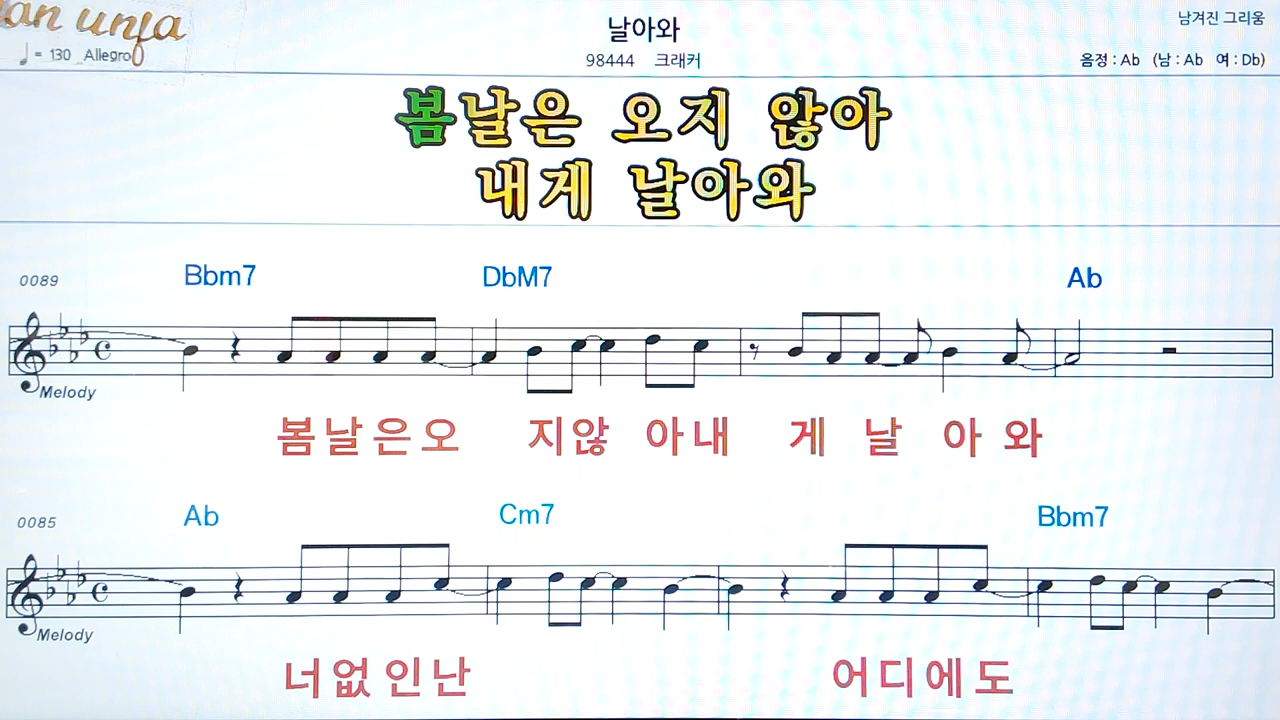 an unfa
♩ = 130 Allegro
날아와
98444 크래커
남겨진 그리움
음정 : Ab (남 : Ab 여 : Db)
봄날은 오지 않아
내게 날아와
0089
Bbm7 DbM7 Ab
Melody
봄날은오 지않 아내 게 날 아 와
0085
Ab Cm7 Bbm7
Melody
너없인난 어디에도